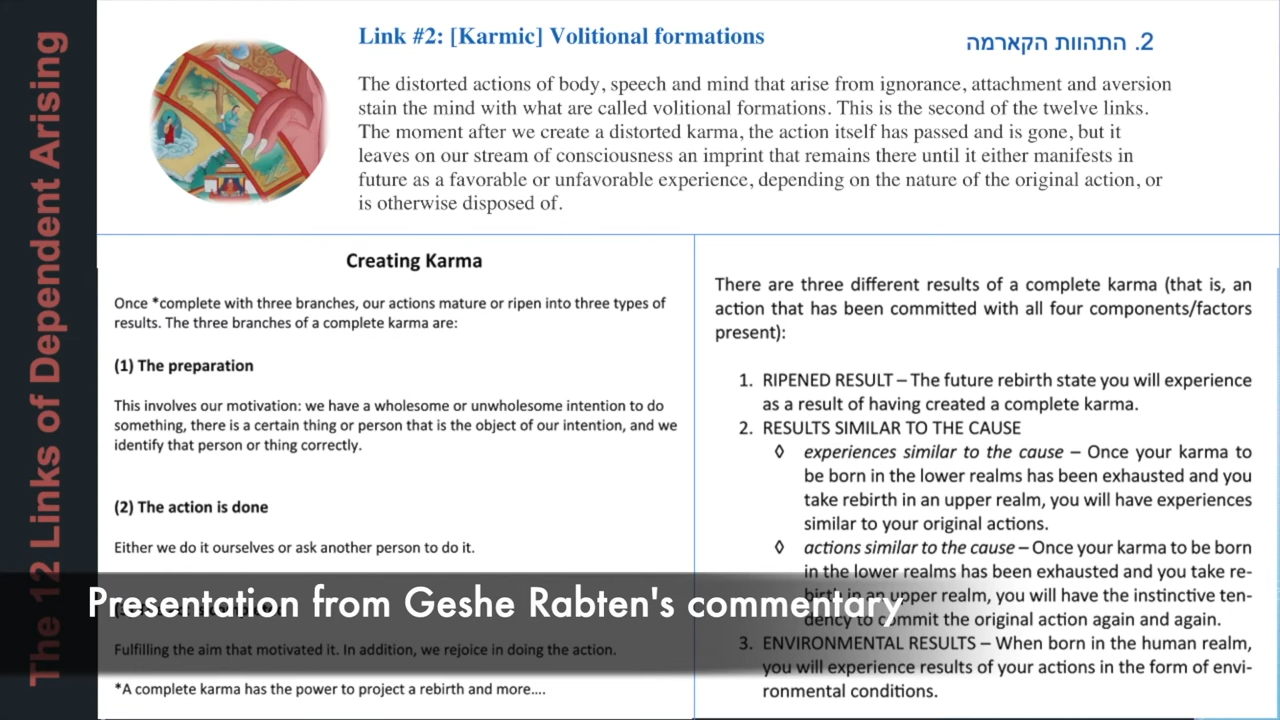 The 12 Links of Dependent Arising
Link #2: [Karmic] Volitional formations
2. התהוות הקארמה
The distorted actions of body, speech and mind that arise from ignorance, attachment and aversion
stain the mind with what are called volitional formations. This is the second of the twelve links.
The moment after we create a distorted karma, the action itself has passed and is gone, but it
leaves on our stream of consciousness an imprint that remains there until it either manifests in
future as a favorable or unfavorable experience, depending on the nature of the original action, or
is otherwise disposed of.
Creating Karma
Once *complete with three branches, our actions mature or ripen into three types of
results. The three branches of a complete karma are:
(1) The preparation
This involves our motivation: we have a wholesome or unwholesome intention to do
something, there is a certain thing or person that is the object of our intention, and we
identify that person or thing correctly.
(2) The action is done
Either we do it ourselves or ask another person to do it.
Fulfilling the aim that motivated it. In addition, we rejoice in doing the action.
*A complete karma has the power to project a rebirth and more....
There are three different results of a complete karma (that is, an
action that has been committed with all four components/factors
present):
1. RIPENED RESULT – The future rebirth state you will experience
as a result of having created a complete karma.
2. RESULTS SIMILAR TO THE CAUSE
◊ experiences similar to the cause – Once your karma to
be born in the lower realms has been exhausted and you
take rebirth in an upper realm, you will have experiences
similar to your original actions.
◊ actions similar to the cause – Once your karma to be born
in the lower realms has been exhausted and you take re-
birth in an upper realm, you will have the instinctive ten-
dency to commit the original action again and again.
3. ENVIRONMENTAL RESULTS – When born in the human realm,
you will experience results of your actions in the form of envi-
ronmental conditions.
Presentation from Geshe Rabten's commentary